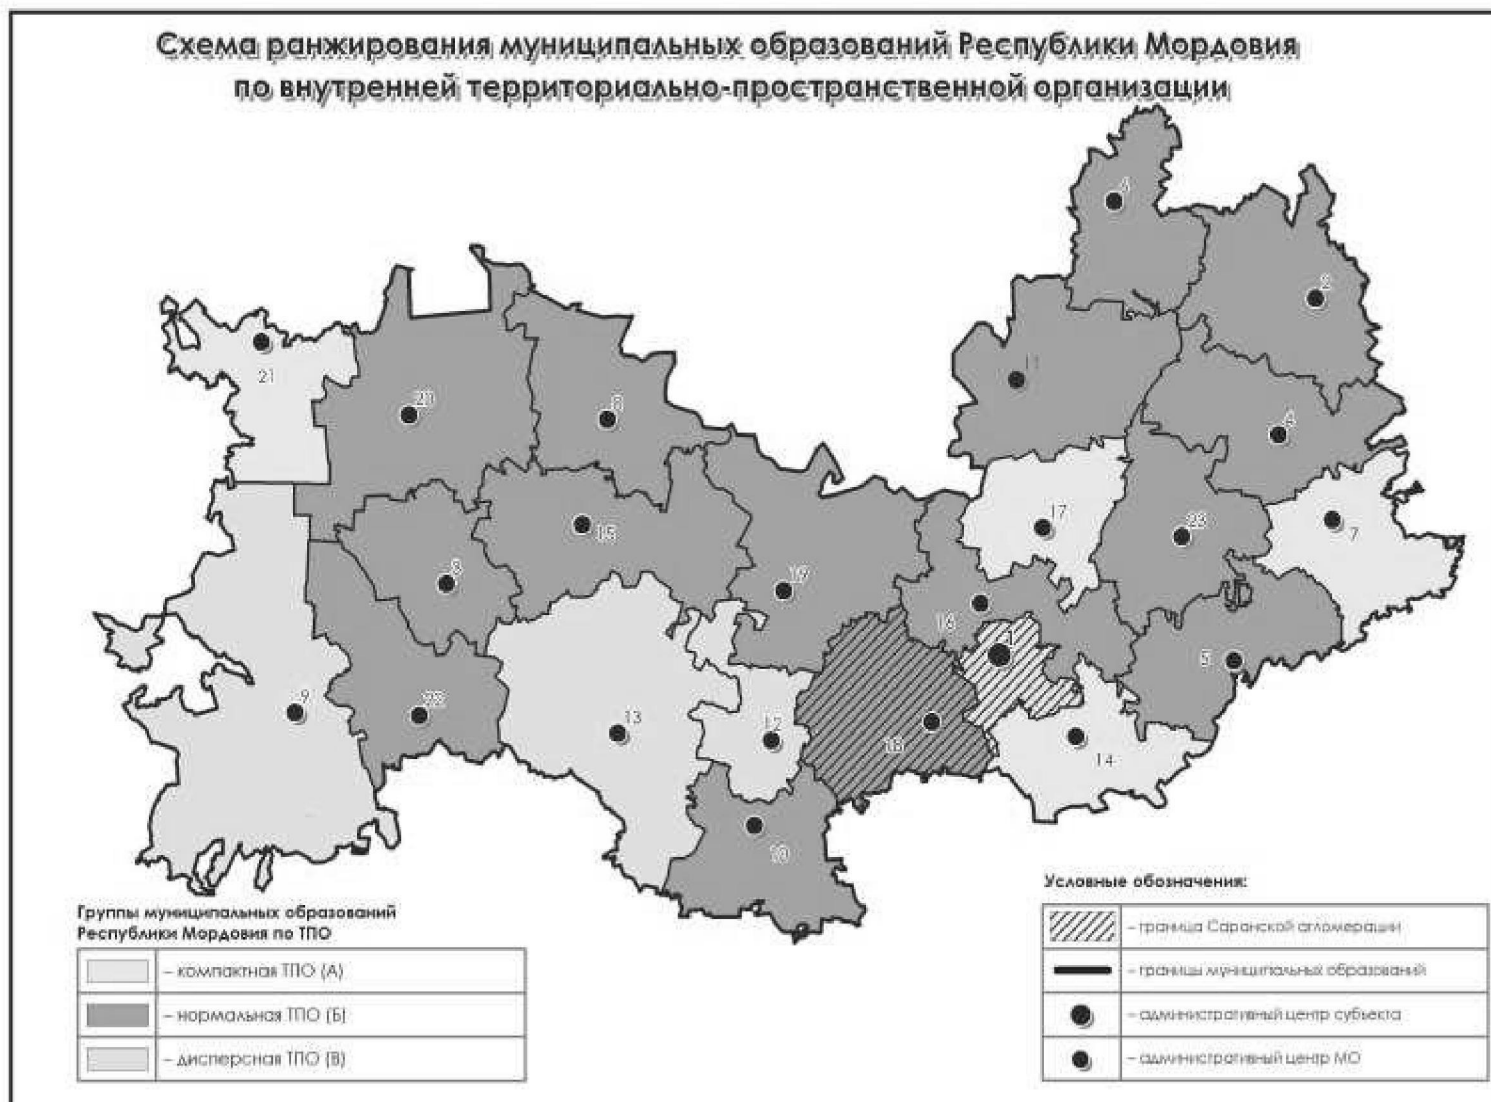 Схема ранжирования муниципальных образований Республики Мордовия
по внутренней территориально-пространственной организации
6
2
21
20
8
11
4
15
17
23
7
3
19
16
1
5
9
22
13
12
18
14
10
Группы муниципальных образований
Республики Мордовия по ТПО
– компактная ТПО (А)
– нормальная ТПО (Б)
– дисперсная ТПО (В)
Условные обозначения:
– граница Саранской агломерации
– границы муниципальных образований
– административный центр субъекта
– административный центр МО